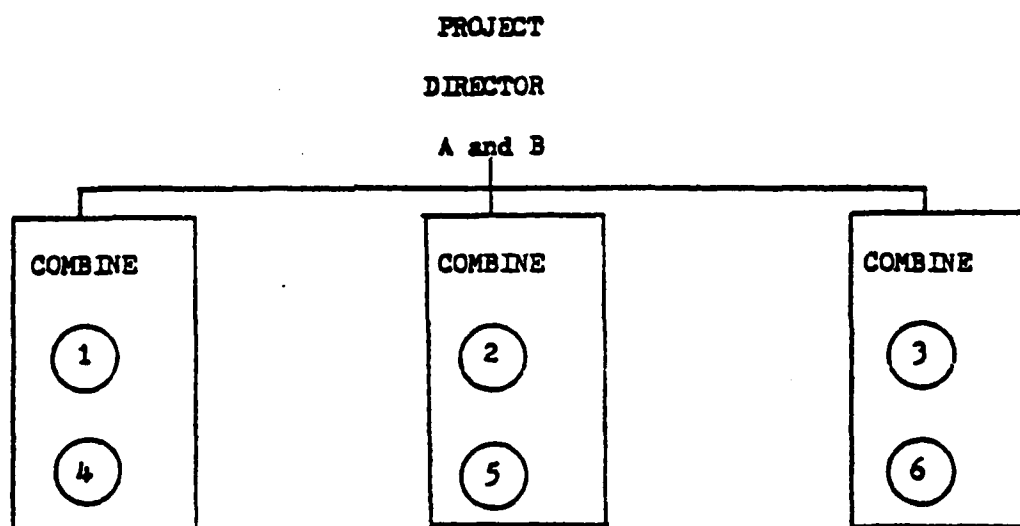 PROJECT
DIRECTOR
A and B
COMBINE COMBINE COMBINE
1 2 3
4 5 6